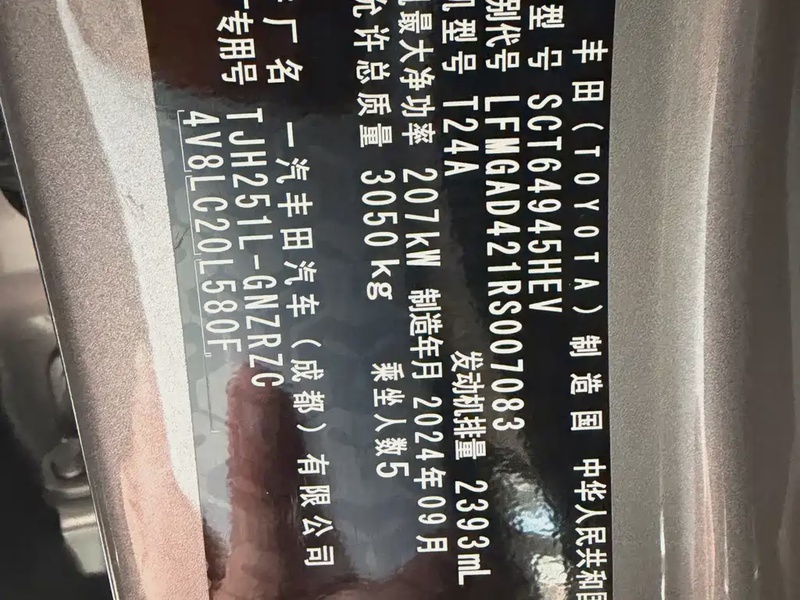 丰田(TOYOTA) 制造国 中华人民共和国
型号 SCT64945HEV
别代号 LFMGAD421RS007083
机型号 T24A 发动机排量 2393mL
最大净功率 207kW 制造年月 2024年09月
允许总质量 3050kg 乘坐人数5
厂名 一汽丰田汽车(成都)有限公司
专用号 TJH251L-GNZRZC
4V8LC20L580F